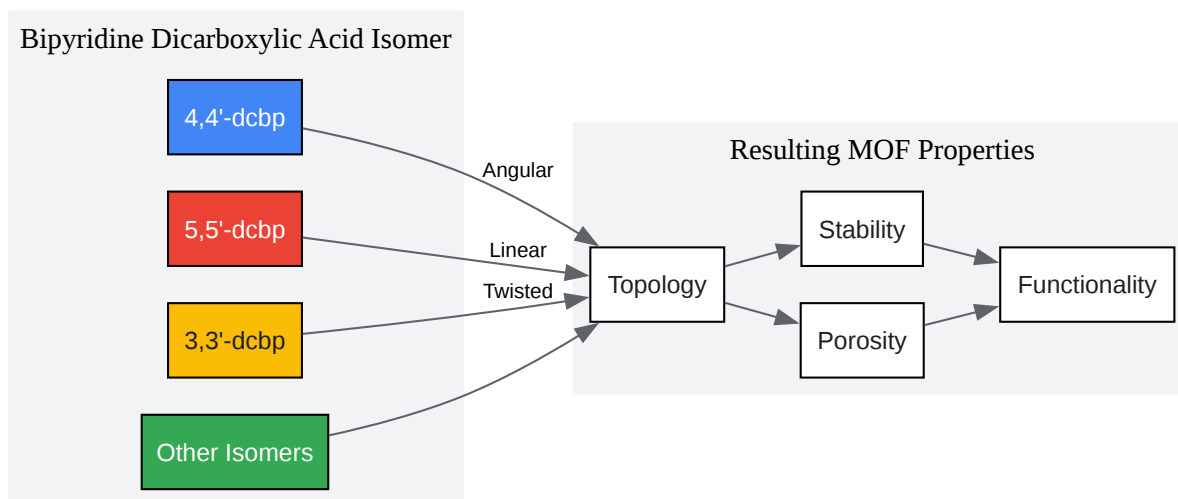 Bipyridine Dicarboxylic Acid Isomer
4,4'-dcbp
5,5'-dcbp
3,3'-dcbp
Other Isomers
Angular
Linear
Twisted
Resulting MOF Properties
Topology
Stability
Porosity
Functionality